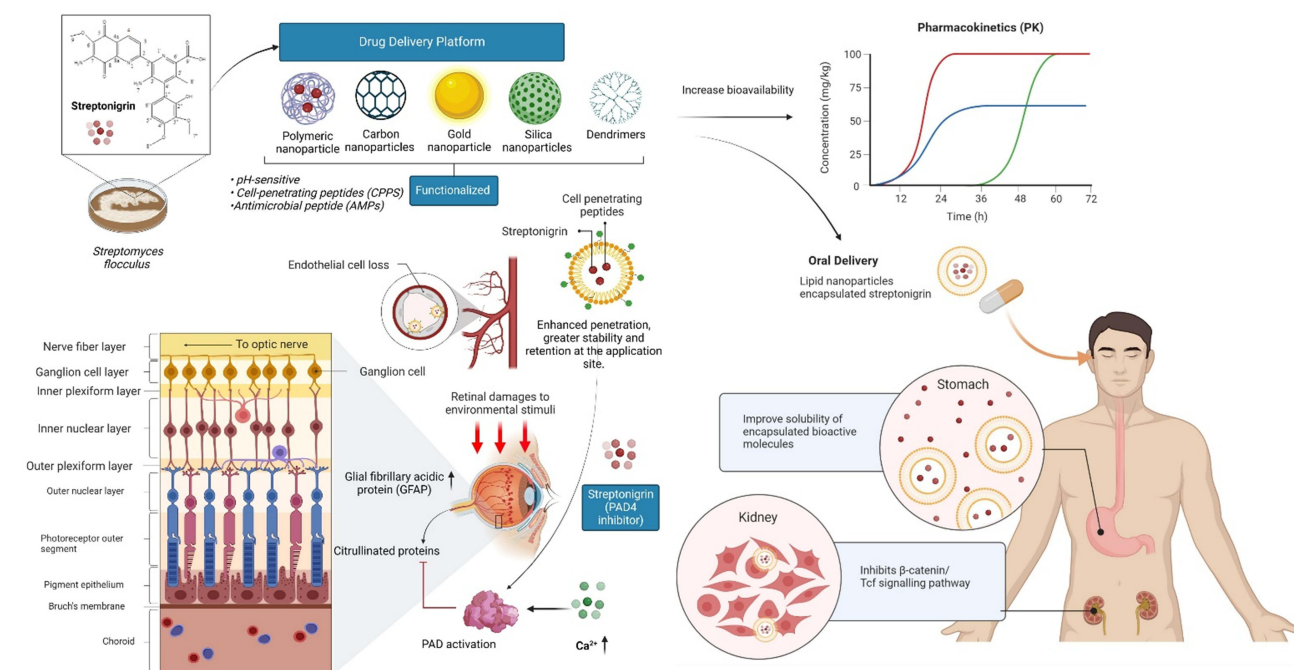 Streptonigrin
Streptomyces
flocculus
Drug Delivery Platform
Polymeric
nanoparticle
Carbon
nanoparticles
Gold
nanoparticle
Silica
nanoparticles
Dendrimers
• pH-sensitive
• Cell-penetrating peptides (CPPS)
•Antimicrobial peptide (AMPs)
Functionalized
Increase bioavailability
Pharmacokinetics (PK)
Concentration (mg/kg)
100
75
50
25
0
12
24
36
48
60
72
Time (h)
Cell penetrating
peptides
Streptonigrin
Endothelial cell loss
Enhanced penetration,
greater stability and
retention at the application
site.
Oral Delivery
Lipid nanoparticles
encapsulated streptonigrin
Nerve fiber layer
Ganglion cell layer
Inner plexiform layer
Inner nuclear layer
Outer plexiform layer
Outer nuclear layer
Photoreceptor outer
segment
Pigment epithelium
Bruch's membrane
Choroid
To optic nerve
Ganglion cell
Retinal damages to
environmental stimuli
Glial fibrillary acidic
protein (GFAP)
Citrullinated proteins
Streptonigrin
(PAD4
inhibitor)
PAD activation
Ca²⁺
Stomach
Improve solubility of
encapsulated bioactive
molecules
Kidney
Inhibits β-catenin/
Tcf signalling pathway